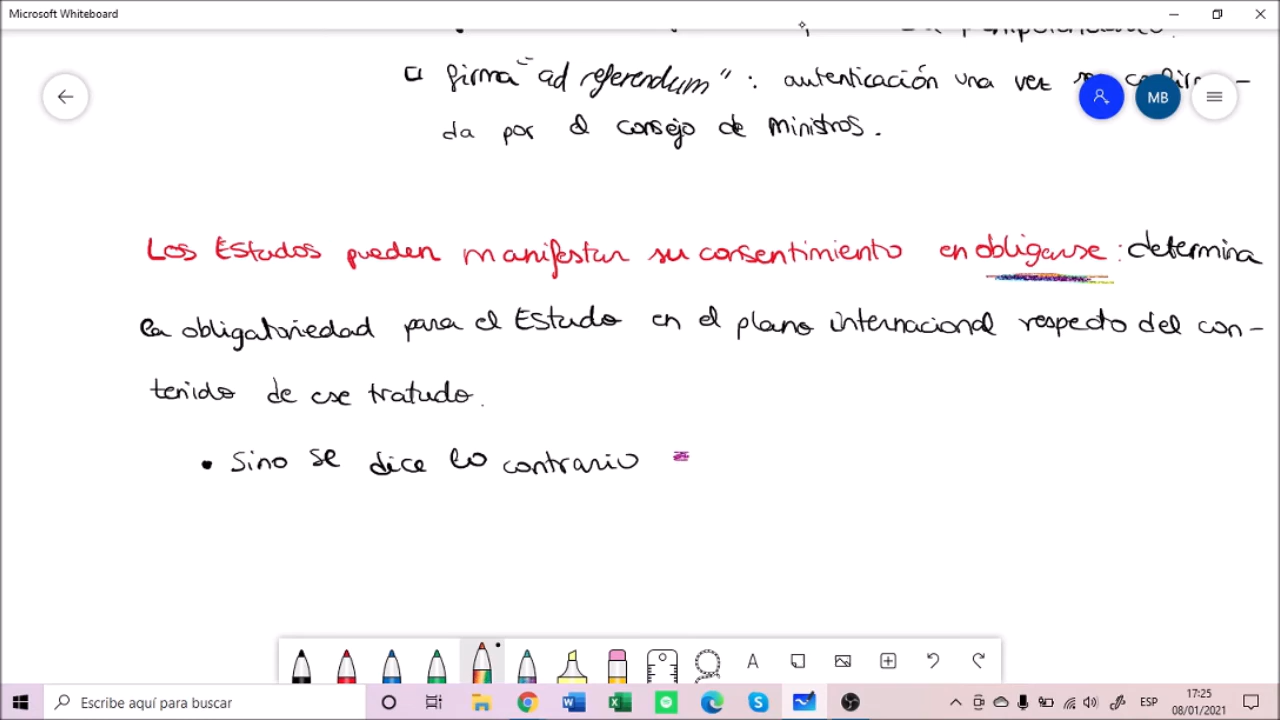 Microsoft Whiteboard
firma "ad referendum": autenticación una vez
da por el consejo de ministros.
MB
Los Estados pueden manifestar su consentimiento en obligarse: determina
la obligatoriedad para el Estado en el plano internacional respecto del con-
tenido de ese tratado.
• Sino se dice lo contrario =
A
Escribe aquí para buscar
ESP
17:25
08/01/2021